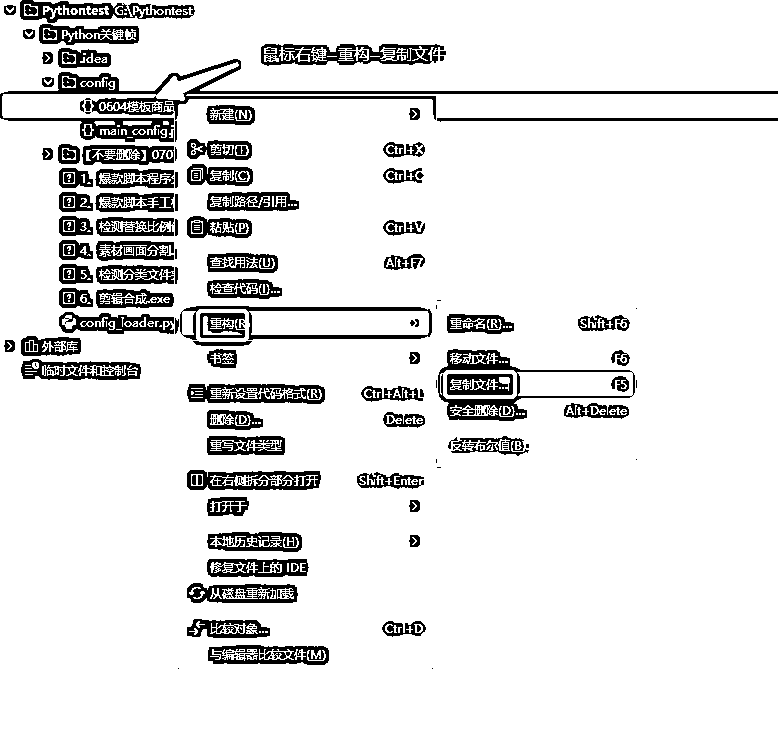 Pythontest C:\Pythontest
Python关键帧
.idea
鼠标右键-重构-复制文件
config
0604模板商品
新建(N)
main_config.
剪切(T) Ctrl+X
【不要删除】070
1、爆款脚本程序
复制(C) Ctrl+C
2、爆款脚本手工
复制路径/引用...
3、检测替换比例
粘贴(P) Ctrl+V
4、素材画面分割
查找用法(U) Alt+F7
5、检测分类文件
检查代码(I)...
6、剪辑合成.exe
config_loader.py
重构(R
重命名(R)... Shift+F6
外部库
书签
移动文件... F6
临时文件和控制台
复制文件... F5
重新设置代码格式(R) Ctrl+Alt+L
安全删除(D)... Alt+Delete
删除(D)... Delete
重写文件类型
反转布尔值(B)..
在右侧拆分部分打开 Shift+Enter
打开于
本地历史记录(H)
修复文件上的 IDE
从磁盘重新加载
比较对象... Ctrl+D
与编辑器比较文件(M)